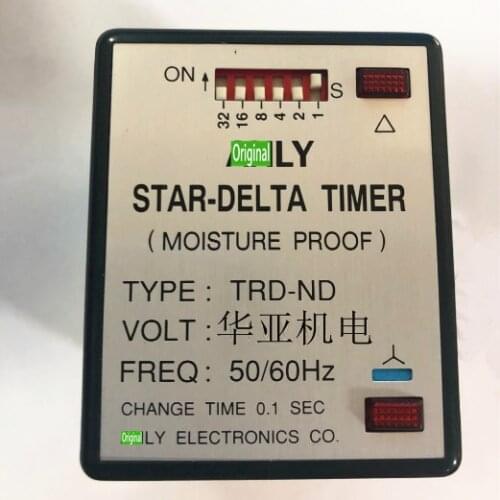 ON ↑ S
32 16 8 4 2 1
Original LY
STAR-DELTA TIMER
(MOISTURE PROOF)
TYPE: TRD-ND
VOLT: 华亚机电
FREQ: 50/60Hz
CHANGE TIME 0.1 SEC
Original ILY ELECTRONICS CO.